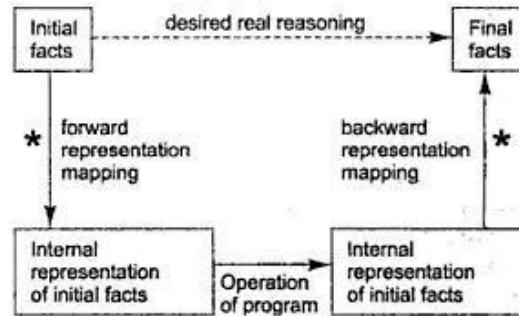 Initial
facts
desired real reasoning
Final
facts
*
forward
representation
mapping
backward
representation
mapping
*
Internal
representation
of initial facts
Operation
of program
Internal
representation
of initial facts